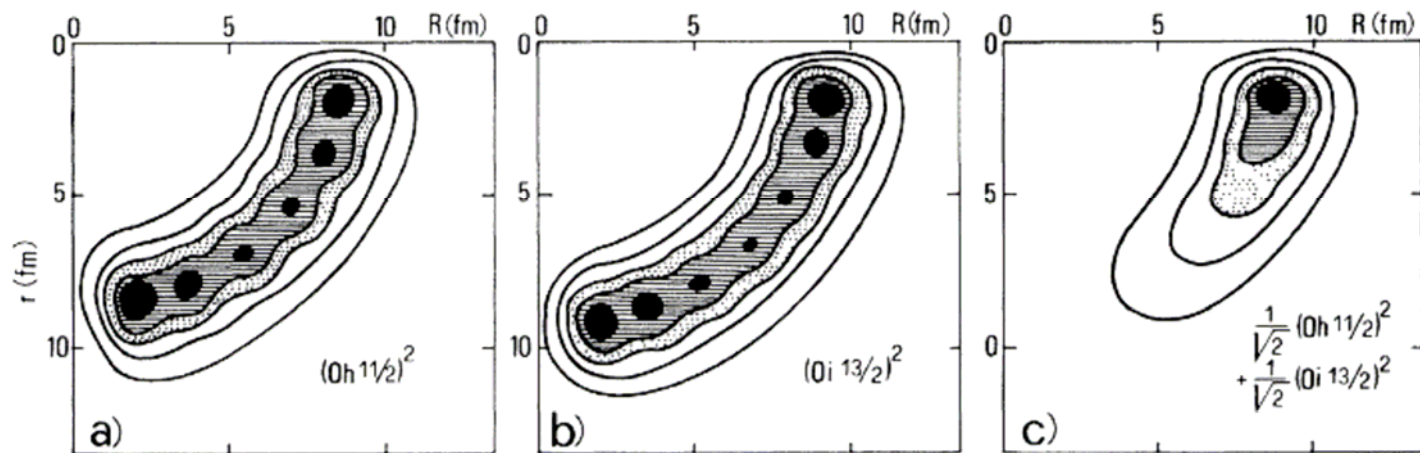 0 5 10 R(fm)
0
5
r (fm)
10
(0h 11/2)²
a)
0 5 10 R(fm)
0
5
10
(0i 13/2)²
b)
5 10 R(fm)
0
5
0
1/√2 (0h 11/2)²
+ 1/√2 (0i 13/2)²
c)